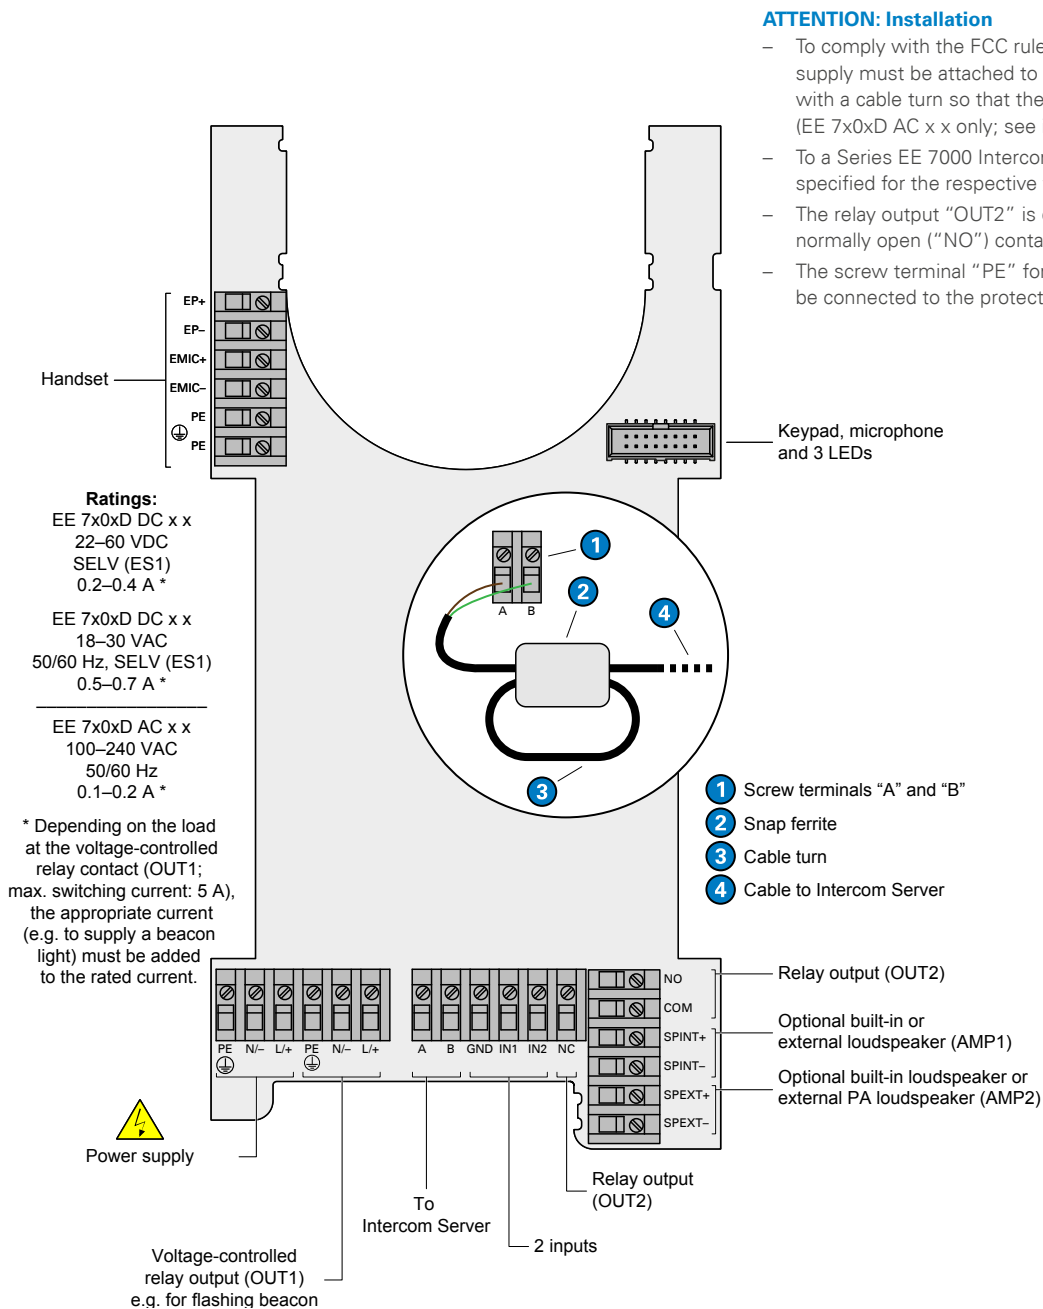 ATTENTION: Installation
– To comply with the FCC rule
supply must be attached to
with a cable turn so that the
(EE 7x0xD AC x x only; see
– To a Series EE 7000 Interco
specified for the respective
– The relay output “OUT2” is
normally open (“NO”) conta
– The screw terminal “PE” for
be connected to the protect
EP+
EP–
EMIC+
EMIC–
PE
PE
Handset
Keypad, microphone
and 3 LEDs
Ratings:
EE 7x0xD DC x x
22–60 VDC
SELV (ES1)
0.2–0.4 A *
EE 7x0xD DC x x
18–30 VAC
50/60 Hz, SELV (ES1)
0.5–0.7 A *
EE 7x0xD AC x x
100–240 VAC
50/60 Hz
0.1–0.2 A *
* Depending on the load
at the voltage-controlled
relay contact (OUT1;
max. switching current: 5 A),
the appropriate current
(e.g. to supply a beacon
light) must be added
to the rated current.
1
2
4
A B
3
1 Screw terminals “A” and “B”
2 Snap ferrite
3 Cable turn
4 Cable to Intercom Server
NO
COM
SPINT+
SPINT–
SPEXT+
SPEXT–
Relay output (OUT2)
Optional built-in or
external loudspeaker (AMP1)
Optional built-in loudspeaker or
external PA loudspeaker (AMP2)
PE N/– L/+ PE N/– L/+ A B GND IN1 IN2 NC
Power supply
Relay output
(OUT2)
To
Intercom Server
2 inputs
Voltage-controlled
relay output (OUT1)
e.g. for flashing beacon